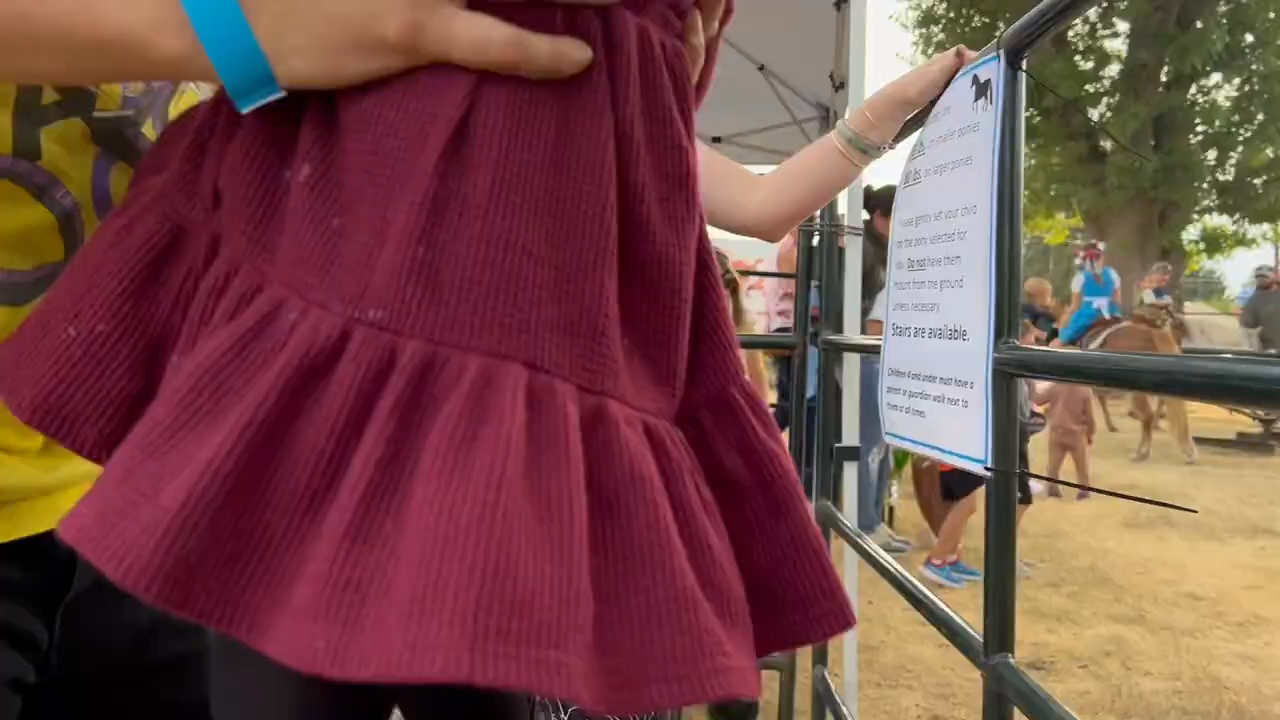 on smaller ponies
lbs. on larger ponies
Please gently set your child
on the pony selected for
you. Do not have them
mount from the ground
unless necessary.
Stairs are available.
Children 4 and under must have a
parent or guardian walk next to
them at all times.